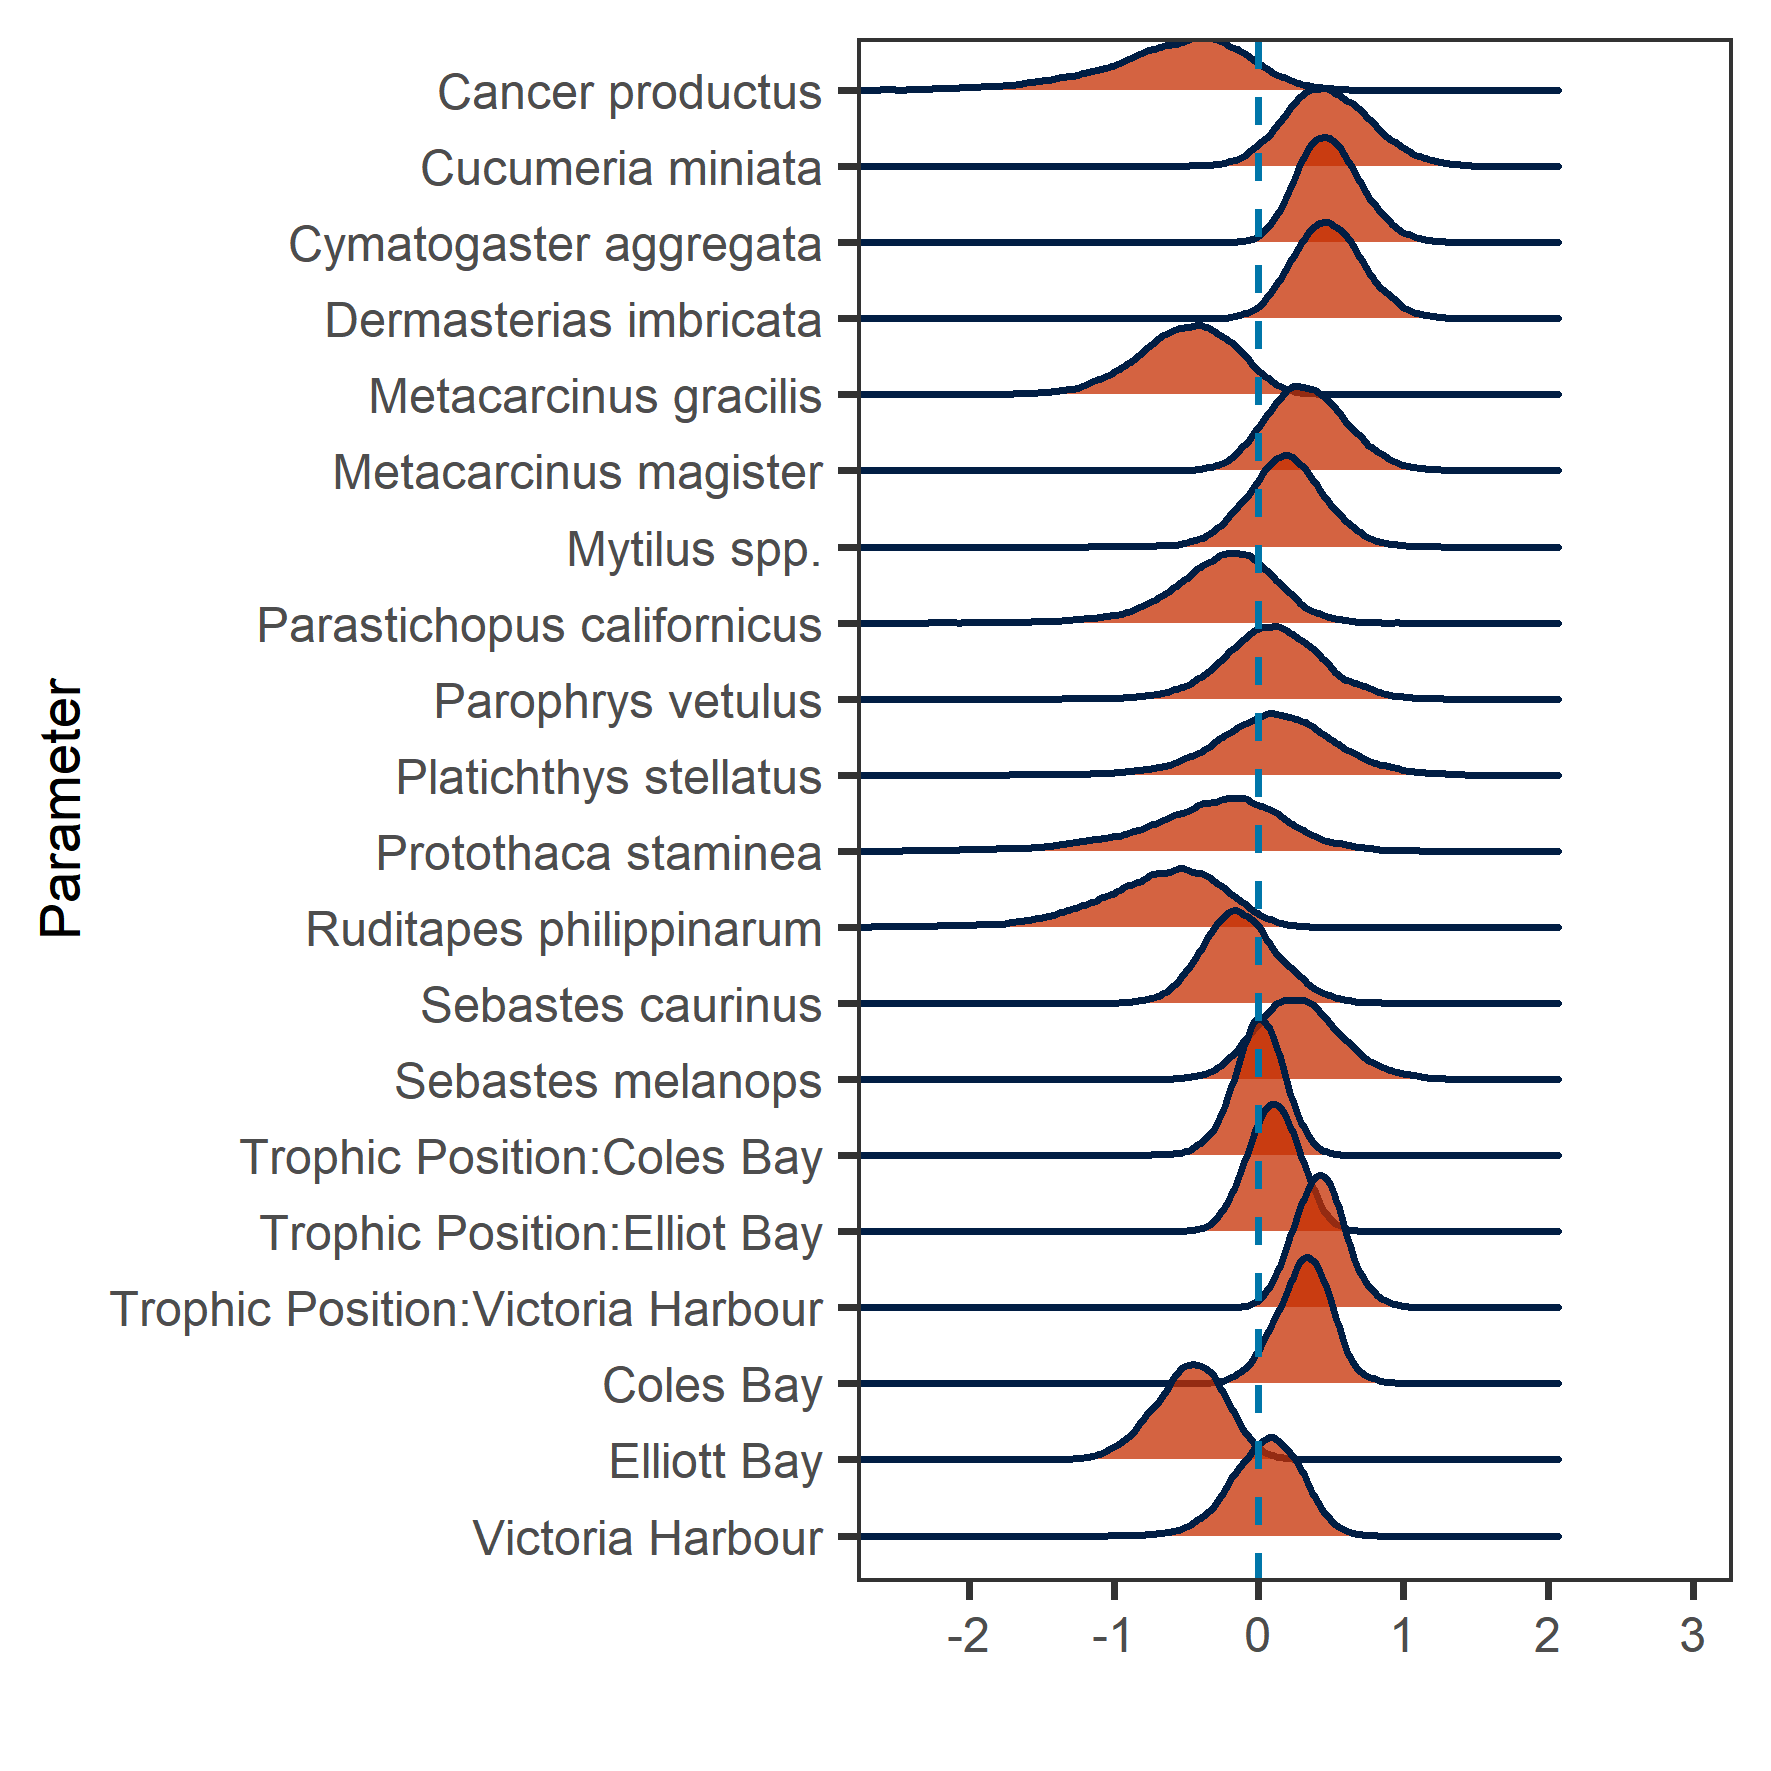 Cancer productus
Cucumeria miniata
Cymatogaster aggregata
Dermasterias imbricata
Metacarcinus gracilis
Metacarcinus magister
Mytilus spp.
Parastichopus californicus
Parophrys vetulus
Platichthys stellatus
Protothaca staminea
Ruditapes philippinarum
Sebastes caurinus
Sebastes melanops
Trophic Position:Coles Bay
Trophic Position:Elliot Bay
Trophic Position:Victoria Harbour
Coles Bay
Elliott Bay
Victoria Harbour
Parameter
-2 -1 0 1 2 3